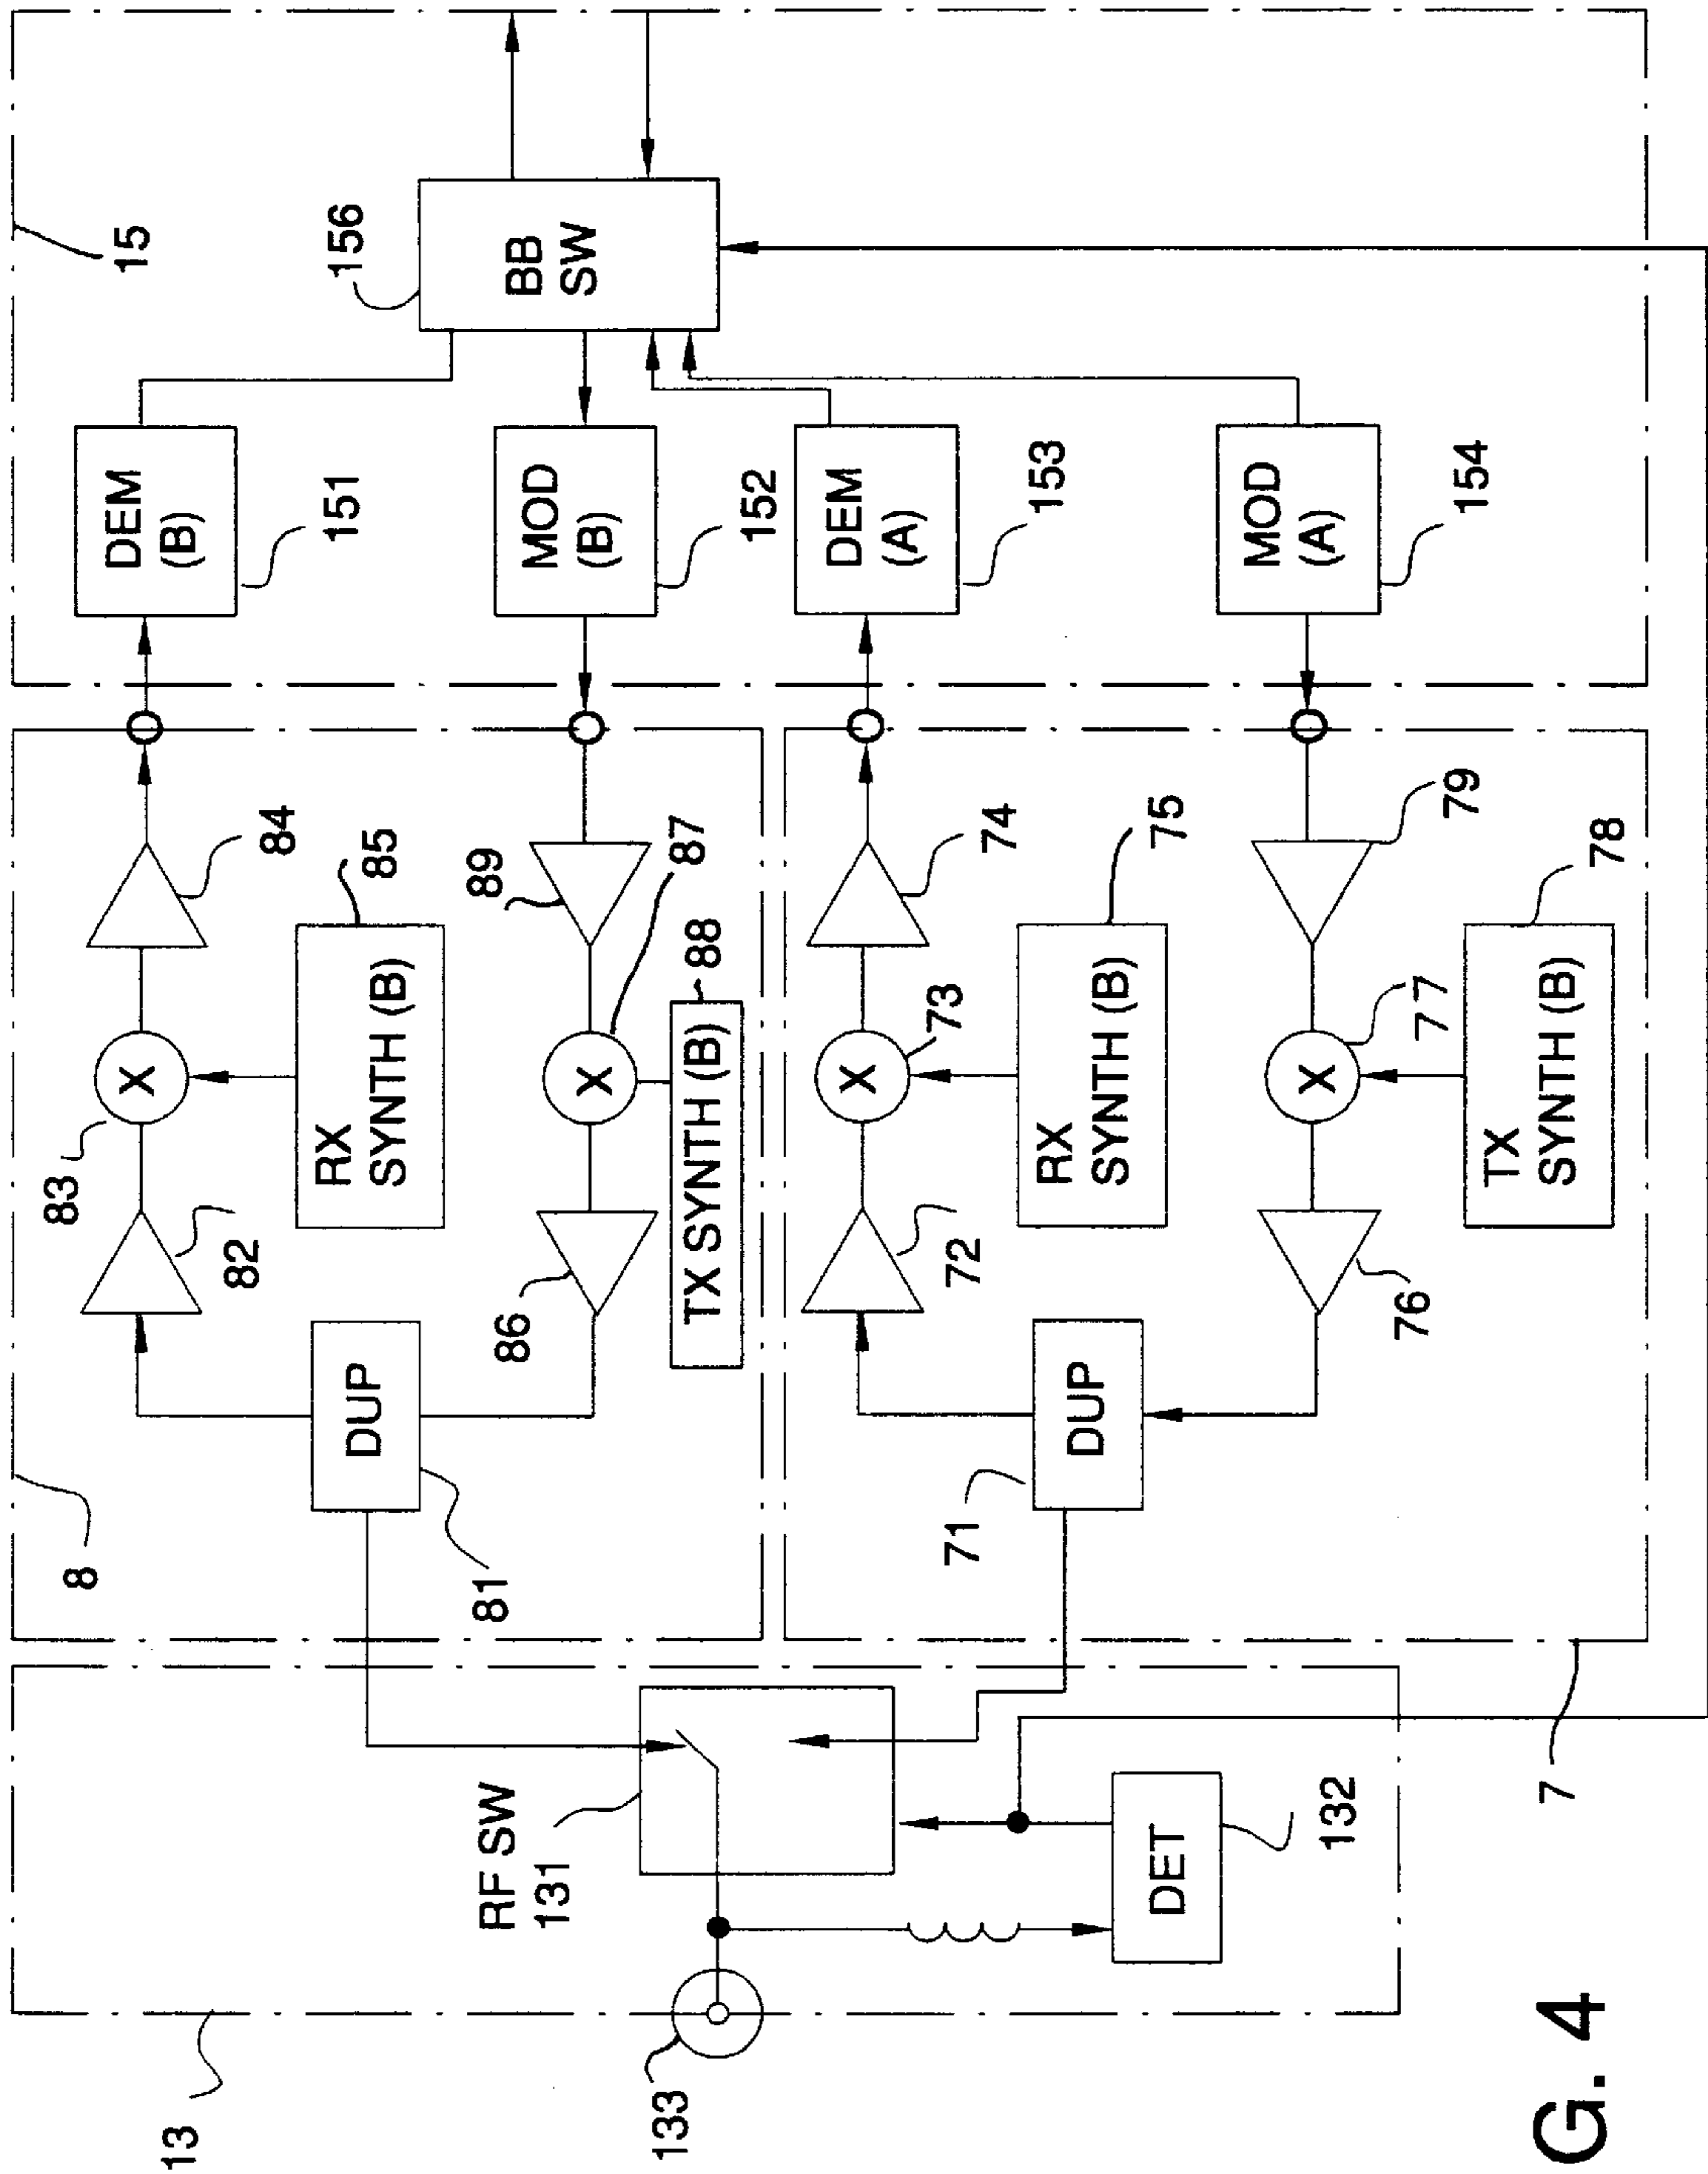 13
133
RF SW
131
DET
132
8
DUP
81
82
83
X
84
RX
SYNTH (B)
85
86
X
87
89
TX SYNTH (B)
88
7
DUP
71
72
73
X
74
RX
SYNTH (B)
75
76
X
77
79
TX
SYNTH (B)
78
15
DEM
(B)
151
MOD
(B)
152
DEM
(A)
153
MOD
(A)
154
BB
SW
156
G. 4